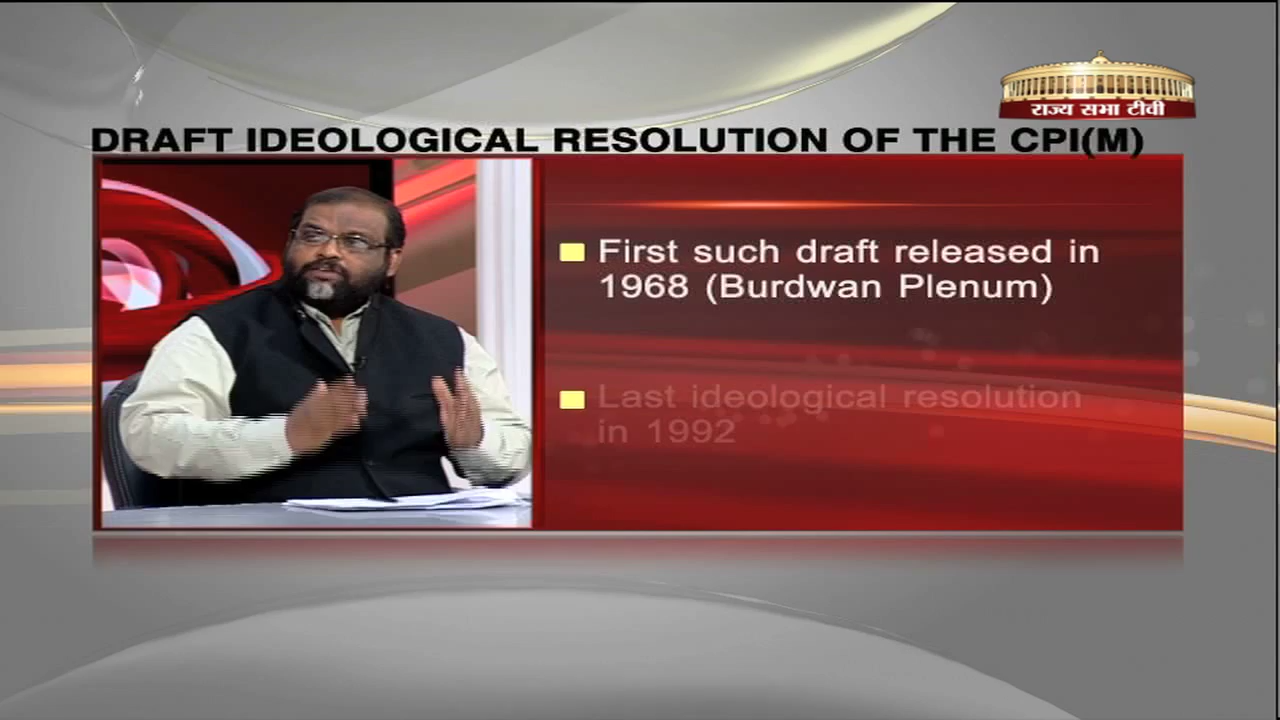 राज्य सभा टीवी
DRAFT IDEOLOGICAL RESOLUTION OF THE CPI(M)
First such draft released in
1968 (Burdwan Plenum)
Last ideological resolution
in 1992